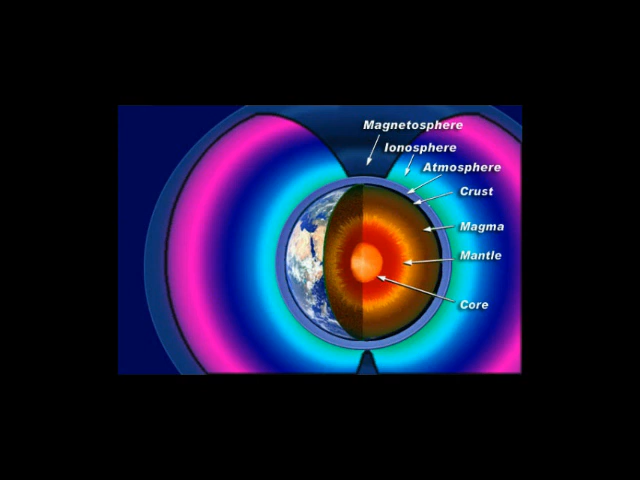 Magnetosphere
Ionosphere
Atmosphere
Crust
Magma
Mantle
Core